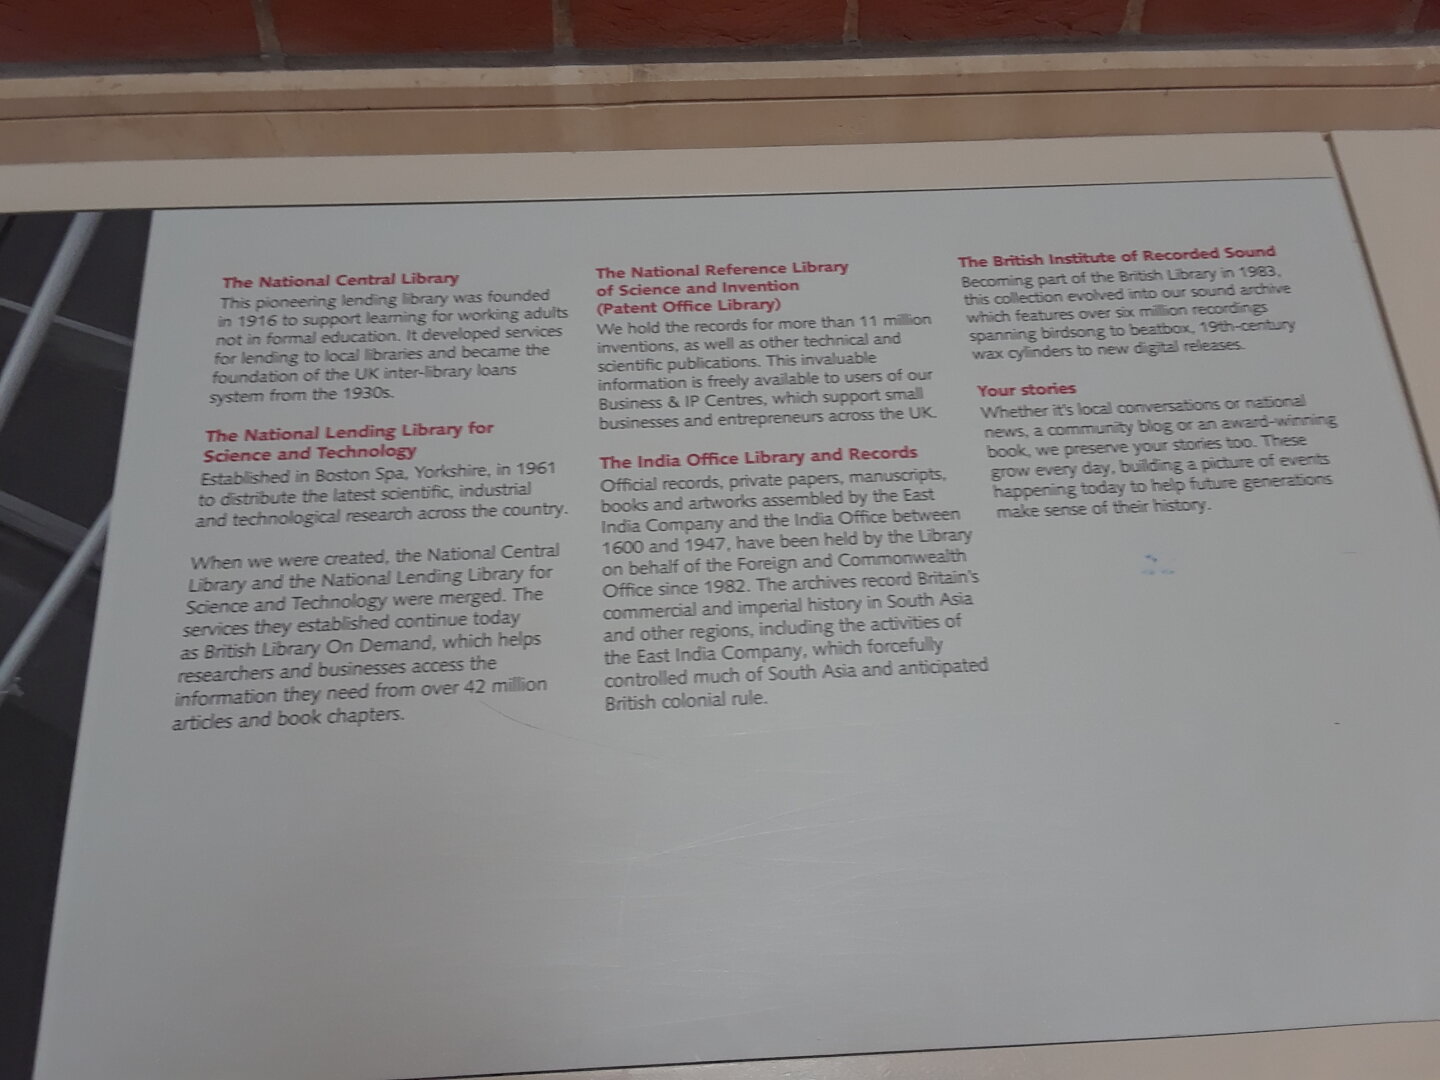 The National Central Library
This pioneering lending library was founded
in 1916 to support learning for working adults
not in formal education. It developed services
for lending to local libraries and became the
foundation of the UK inter-library loans
system from the 1930s.
The National Lending Library for
Science and Technology
Established in Boston Spa, Yorkshire, in 1961
to distribute the latest scientific, industrial
and technological research across the country.
When we were created, the National Central
Library and the National Lending Library for
Science and Technology were merged. The
services they established continue today
as British Library On Demand, which helps
researchers and businesses access the
information they need from over 42 million
articles and book chapters.
The National Reference Library
of Science and Invention
(Patent Office Library)
We hold the records for more than 11 million
inventions, as well as other technical and
scientific publications. This invaluable
information is freely available to users of our
Business & IP Centres, which support small
businesses and entrepreneurs across the UK.
The India Office Library and Records
Official records, private papers, manuscripts,
books and artworks assembled by the East
India Company and the India Office between
1600 and 1947, have been held by the Library
on behalf of the Foreign and Commonwealth
Office since 1982. The archives record Britain's
commercial and imperial history in South Asia
and other regions, including the activities of
the East India Company, which forcefully
controlled much of South Asia and anticipated
British colonial rule.
The British Institute of Recorded Sound
Becoming part of the British Library in 1983,
this collection evolved into our sound archive
which features over six million recordings
spanning birdsong to beatbox, 19th-century
wax cylinders to new digital releases.
Your stories
Whether it's local conversations or national
news, a community blog or an award-winning
book, we preserve your stories too. These
grow every day, building a picture of events
happening today to help future generations
make sense of their history.